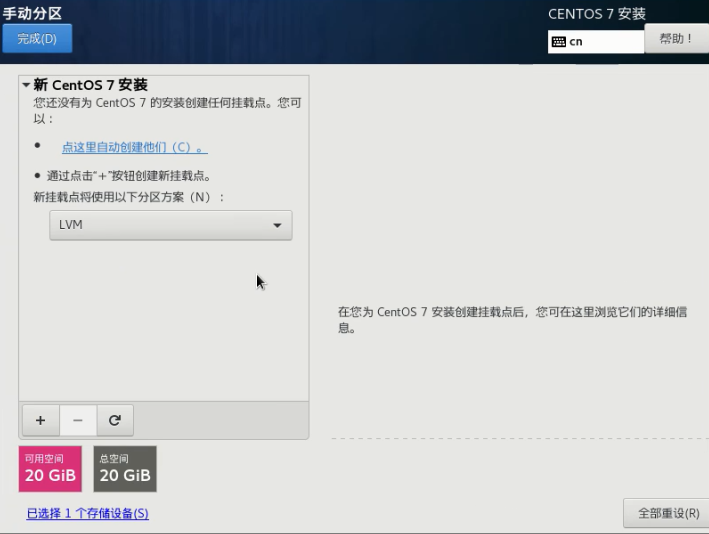 手动分区
完成(D)
CENTOS 7 安装
cn
帮助！
新 CentOS 7 安装
您还没有为 CentOS 7 的安装创建任何挂载点。您可
以：
点这里自动创建他们（C）。
通过点击“+”按钮创建新挂载点。
新挂载点将使用以下分区方案（N）：
LVM
在您为 CentOS 7 安装创建挂载点后，您可在这里浏览它们的详细信
息。
+ −
可用空间
20 GiB
总空间
20 GiB
已选择 1 个存储设备(S)
全部重设(R)